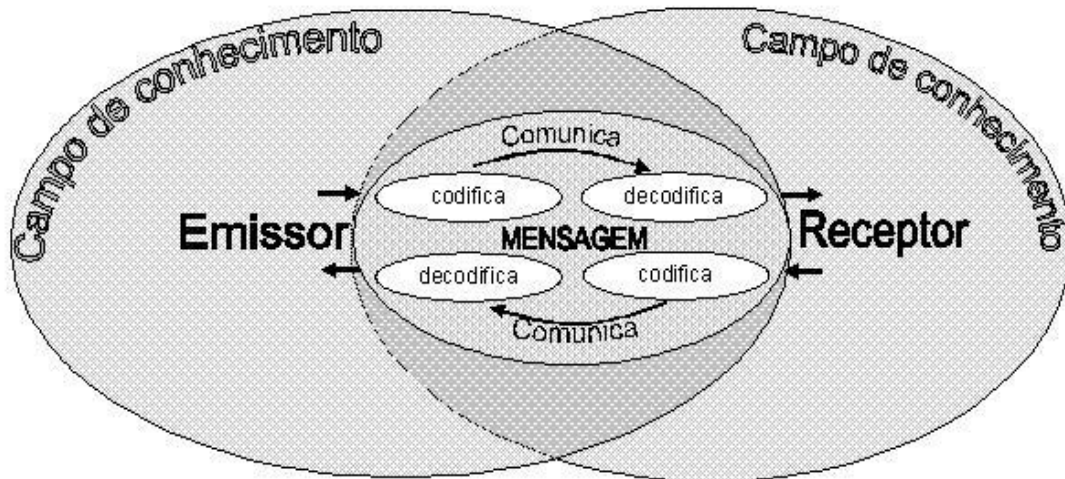 Campo de conhecimento
Campo de conhecimento
Comunica
codifica
decodifica
Emissor
MENSAGEM
Receptor
decodifica
codifica
Comunica